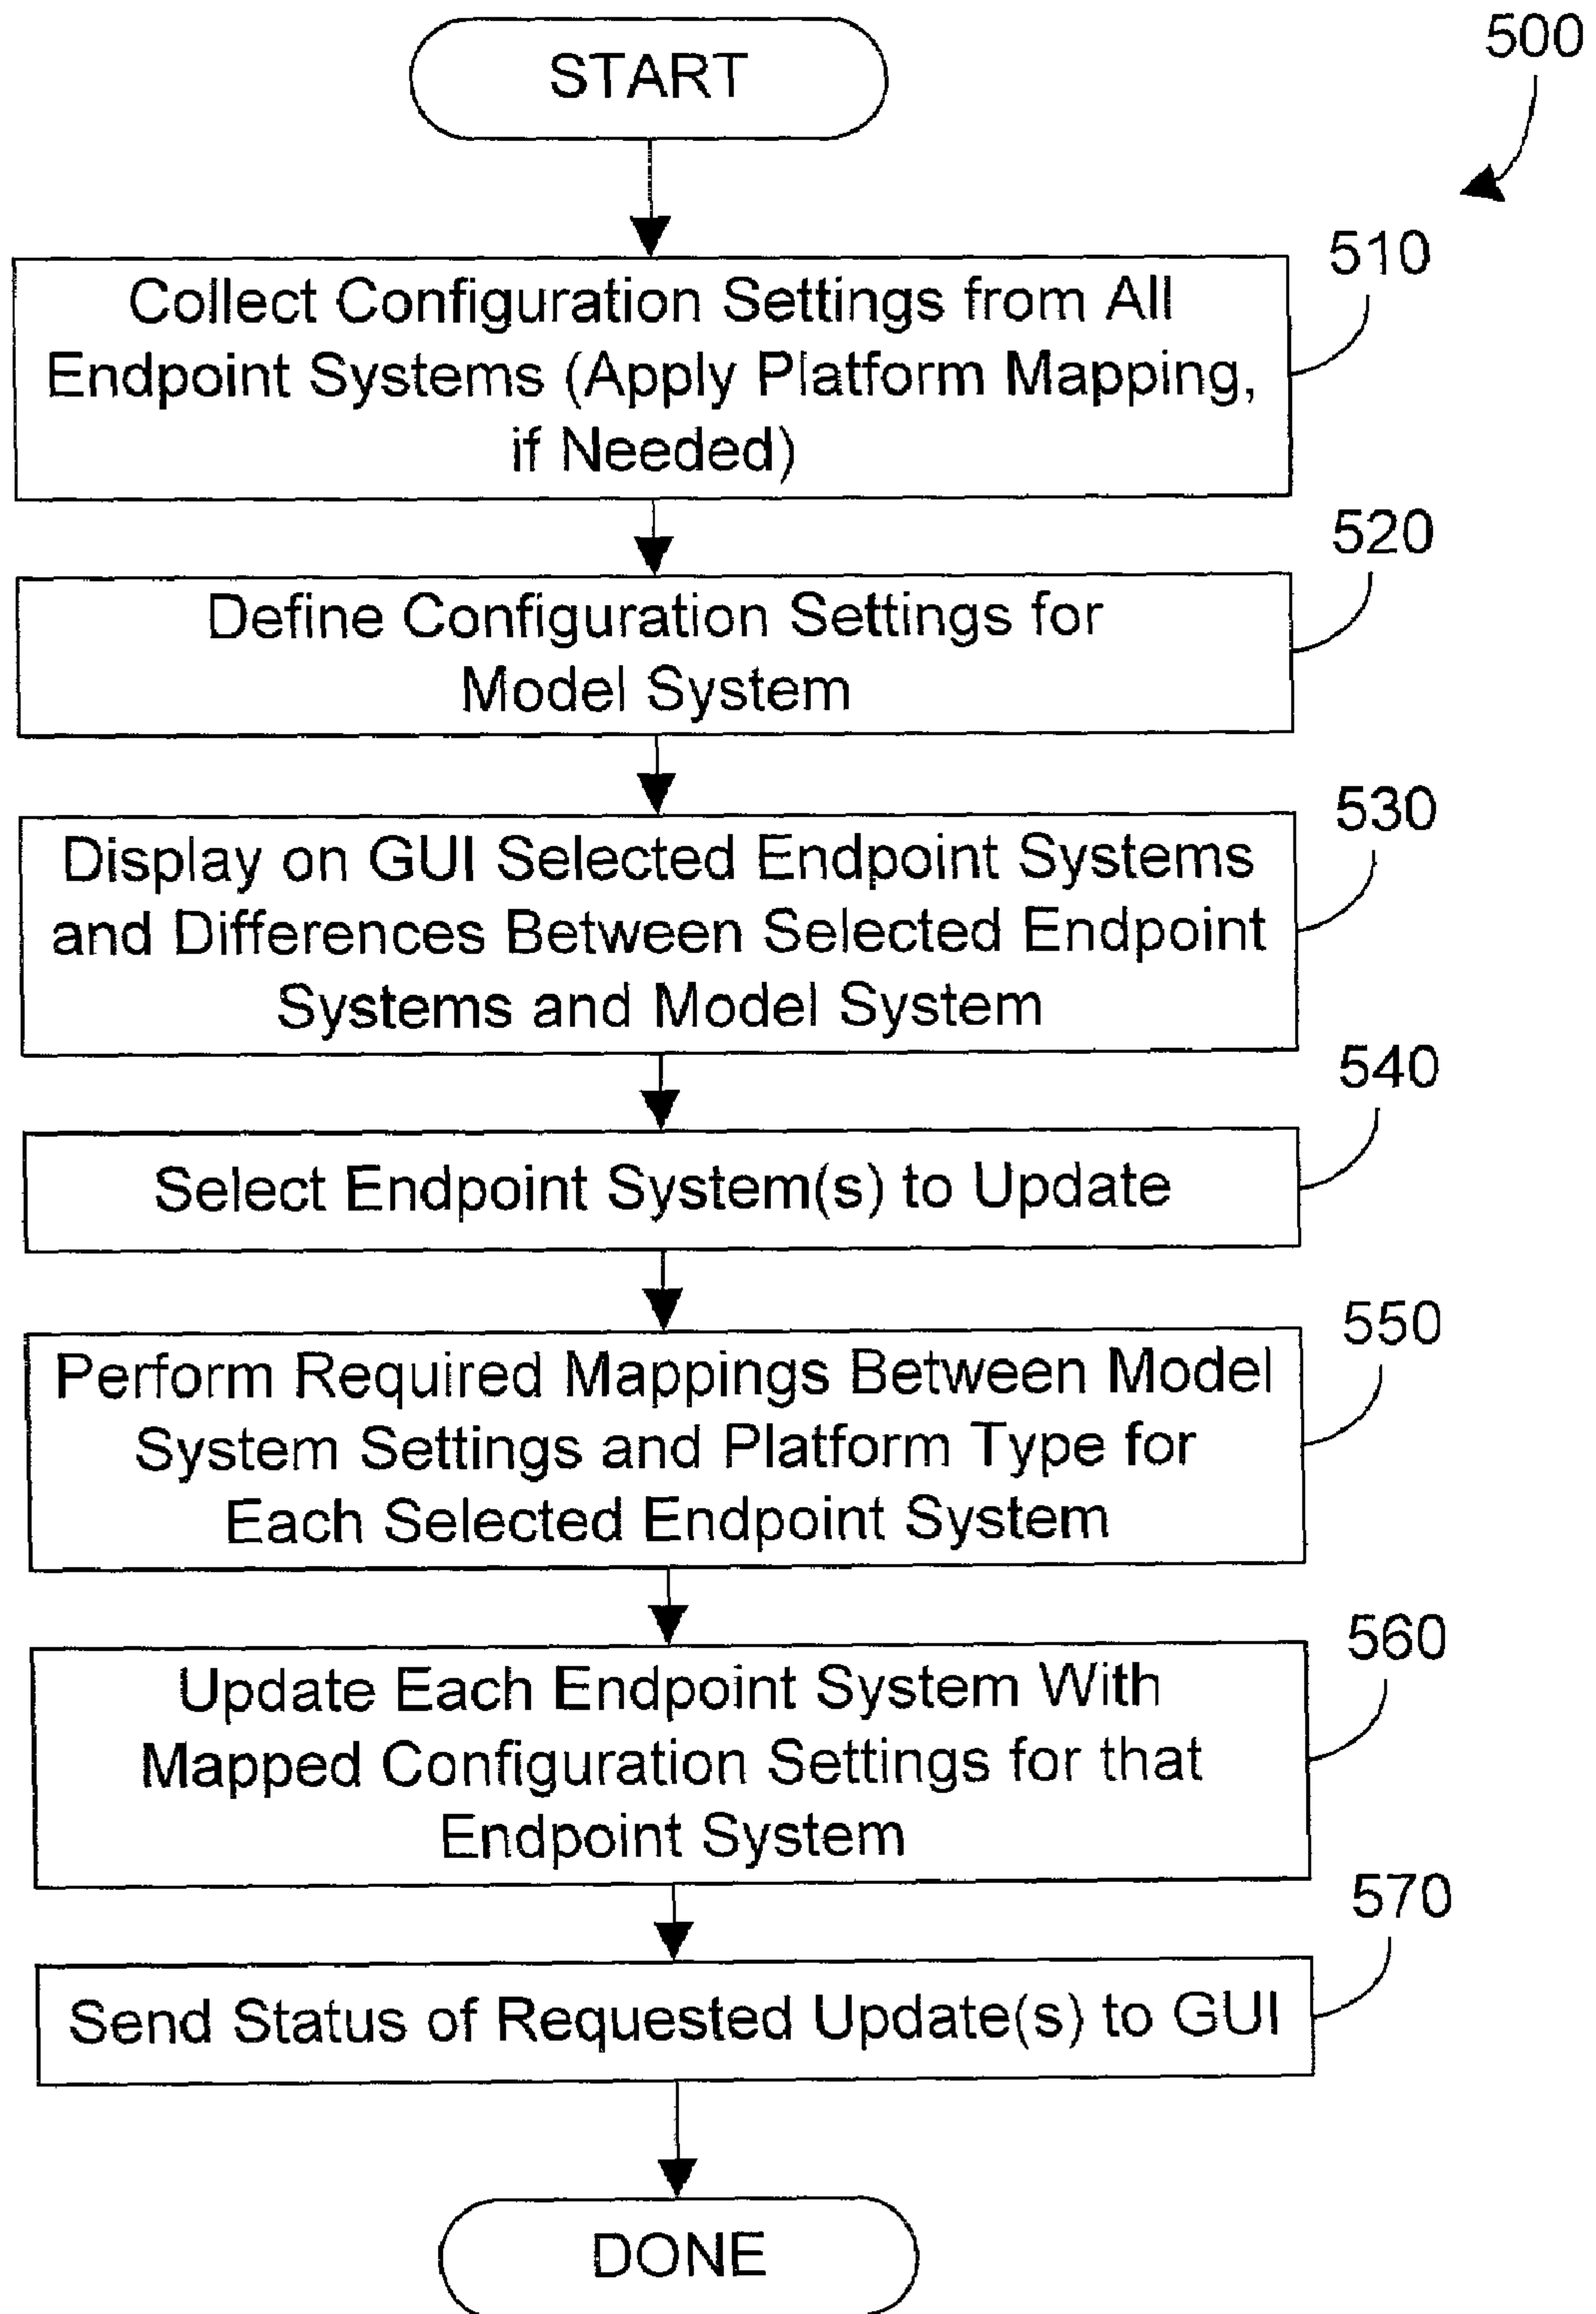 START
500
510
Collect Configuration Settings from All
Endpoint Systems (Apply Platform Mapping,
if Needed)
520
Define Configuration Settings for
Model System
530
Display on GUI Selected Endpoint Systems
and Differences Between Selected Endpoint
Systems and Model System
540
Select Endpoint System(s) to Update
550
Perform Required Mappings Between Model
System Settings and Platform Type for
Each Selected Endpoint System
560
Update Each Endpoint System With
Mapped Configuration Settings for that
Endpoint System
570
Send Status of Requested Update(s) to GUI
DONE